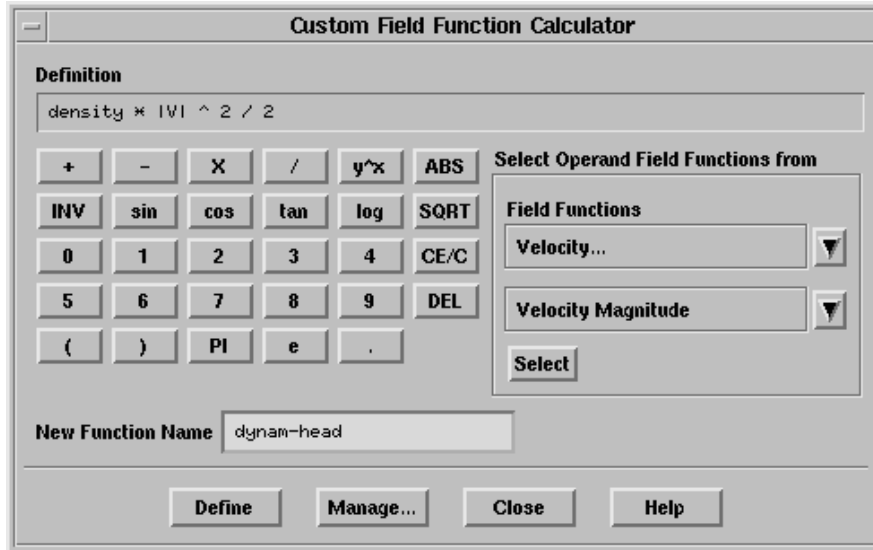 Custom Field Function Calculator
Definition
density * |V| ^ 2 / 2
+ - X / y^x ABS
INV sin cos tan log SQRT
0 1 2 3 4 CE/C
5 6 7 8 9 DEL
( ) PI e .
Select Operand Field Functions from
Field Functions
Velocity...
Velocity Magnitude
Select
New Function Name dynam-head
Define Manage... Close Help